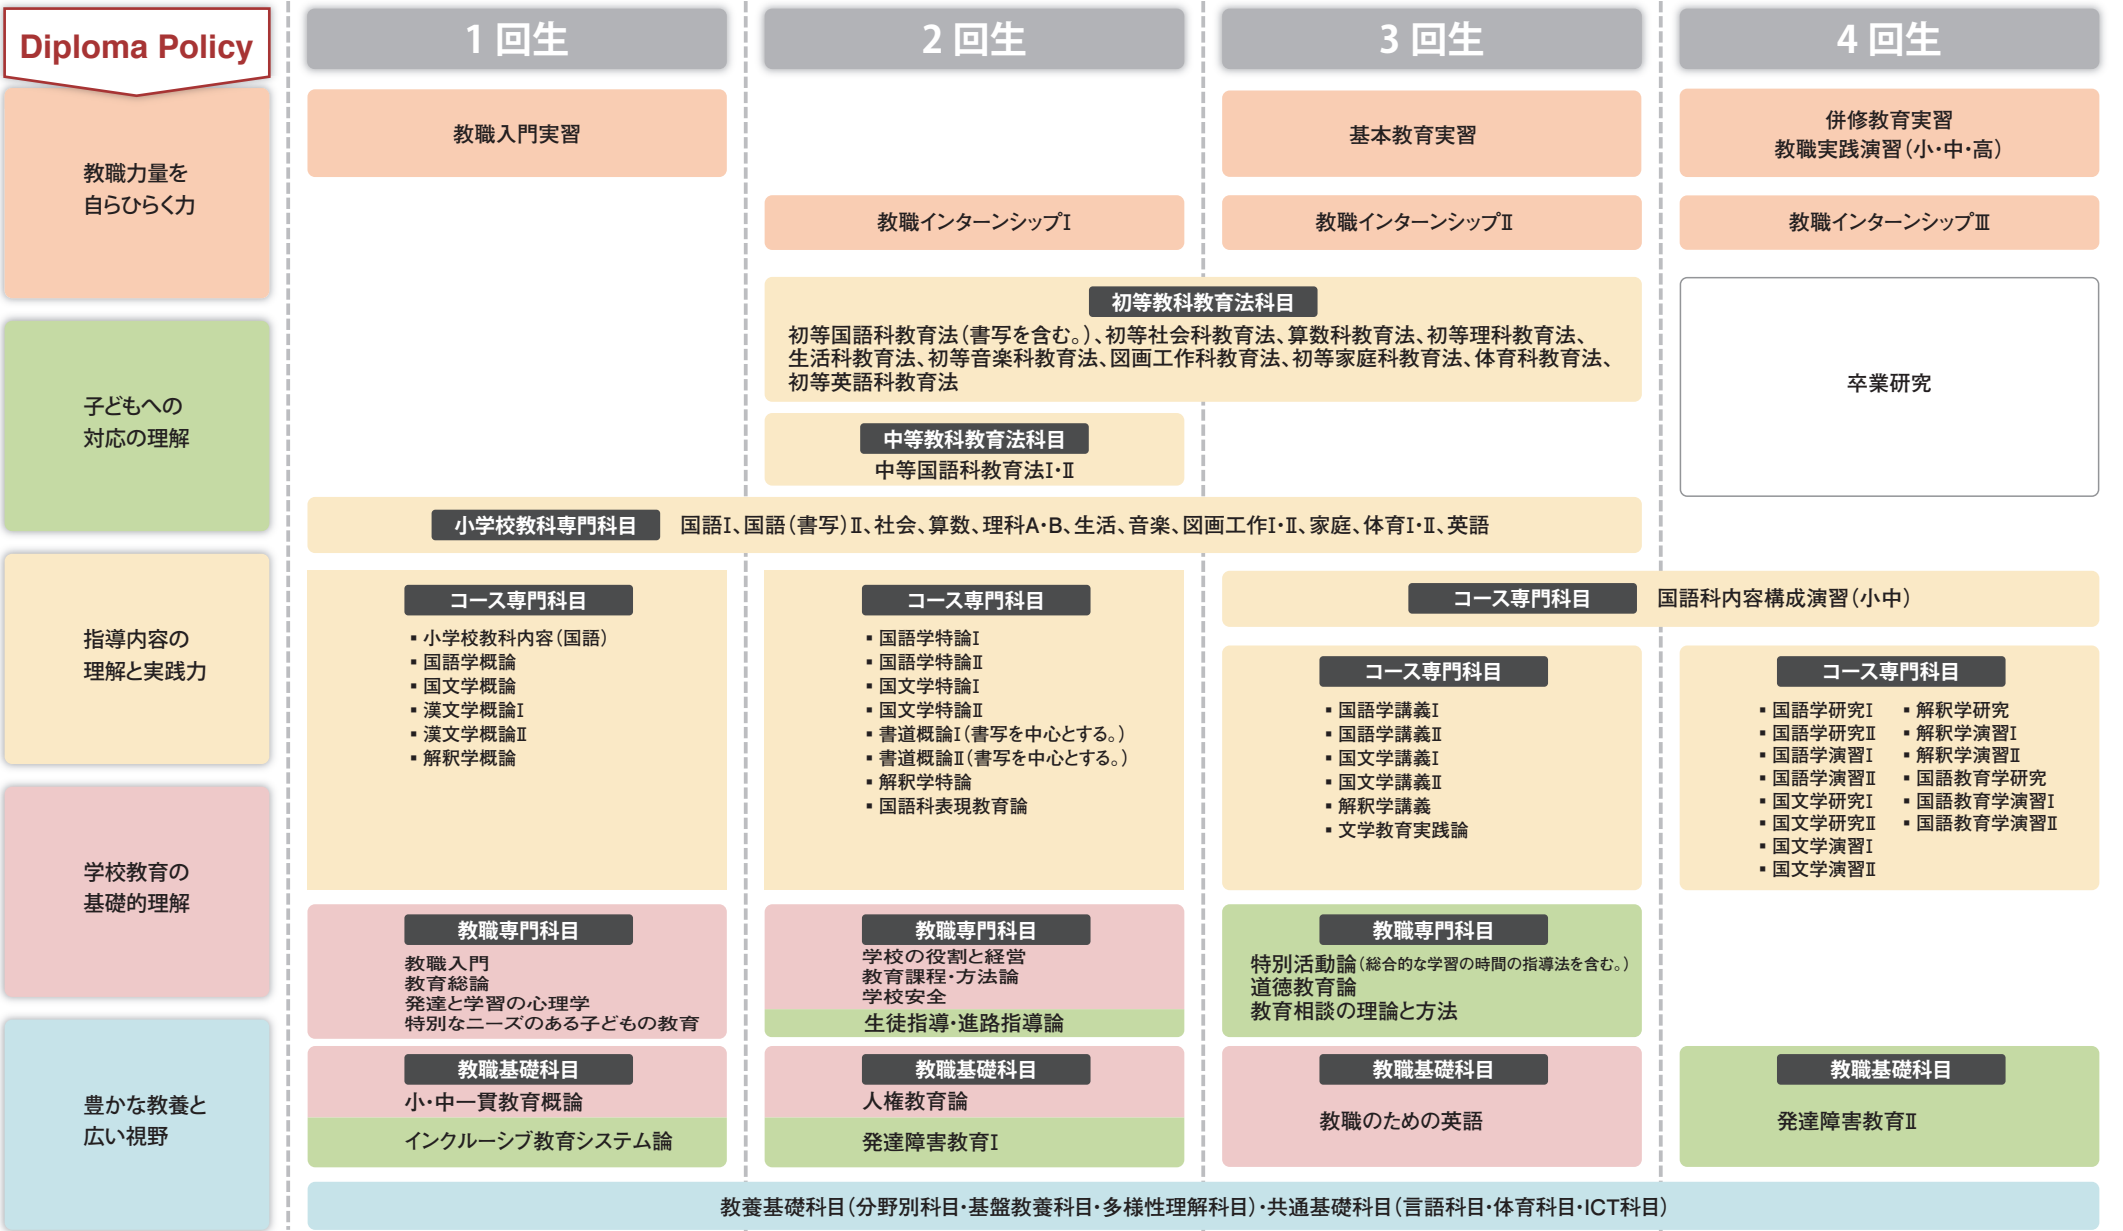 Diploma Policy
1 回生
2 回生
3 回生
4 回生
教職力量を
自らひらく力
子どもへの
対応の理解
指導内容の
理解と実践力
学校教育の
基礎的理解
豊かな教養と
広い視野
教職入門実習
基本教育実習
併修教育実習
教職実践演習(小・中・高)
教職インターンシップⅠ
教職インターンシップⅡ
教職インターンシップⅢ
初等教科教育法科目
初等国語科教育法(書写を含む。)、初等社会科教育法、算数科教育法、初等理科教育法、
生活科教育法、初等音楽科教育法、図画工作科教育法、初等家庭科教育法、体育科教育法、
初等英語科教育法
卒業研究
中等教科教育法科目
中等国語科教育法Ⅰ・Ⅱ
小学校教科専門科目 国語Ⅰ、国語(書写)Ⅱ、社会、算数、理科A・B、生活、音楽、図画工作Ⅰ・Ⅱ、家庭、体育Ⅰ・Ⅱ、英語
コース専門科目
▪ 小学校教科内容(国語)
▪ 国語学概論
▪ 国文学概論
▪ 漢文学概論Ⅰ
▪ 漢文学概論Ⅱ
▪ 解釈学概論
コース専門科目
▪ 国語学特論Ⅰ
▪ 国語学特論Ⅱ
▪ 国文学特論Ⅰ
▪ 国文学特論Ⅱ
▪ 書道概論Ⅰ(書写を中心とする。)
▪ 書道概論Ⅱ(書写を中心とする。)
▪ 解釈学特論
▪ 国語科表現教育論
コース専門科目 国語科内容構成演習(小中)
コース専門科目
▪ 国語学講義Ⅰ
▪ 国語学講義Ⅱ
▪ 国文学講義Ⅰ
▪ 国文学講義Ⅱ
▪ 解釈学講義
▪ 文学教育実践論
コース専門科目
▪ 国語学研究Ⅰ
▪ 国語学研究Ⅱ
▪ 国語学演習Ⅰ
▪ 国語学演習Ⅱ
▪ 国文学研究Ⅰ
▪ 国文学研究Ⅱ
▪ 国文学演習Ⅰ
▪ 国文学演習Ⅱ
▪ 解釈学研究
▪ 解釈学演習Ⅰ
▪ 解釈学演習Ⅱ
▪ 国語教育学研究
▪ 国語教育学演習Ⅰ
▪ 国語教育学演習Ⅱ
教職専門科目
教職入門
教育総論
発達と学習の心理学
特別なニーズのある子どもの教育
教職専門科目
学校の役割と経営
教育課程・方法論
学校安全
生徒指導・進路指導論
教職専門科目
特別活動論(総合的な学習の時間の指導法を含む。)
道徳教育論
教育相談の理論と方法
教職基礎科目
小・中一貫教育概論
インクルーシブ教育システム論
教職基礎科目
人権教育論
発達障害教育Ⅰ
教職基礎科目
教職のための英語
教職基礎科目
発達障害教育Ⅱ
教養基礎科目(分野別科目・基盤教養科目・多様性理解科目)・共通基礎科目(言語科目・体育科目・ICT科目)